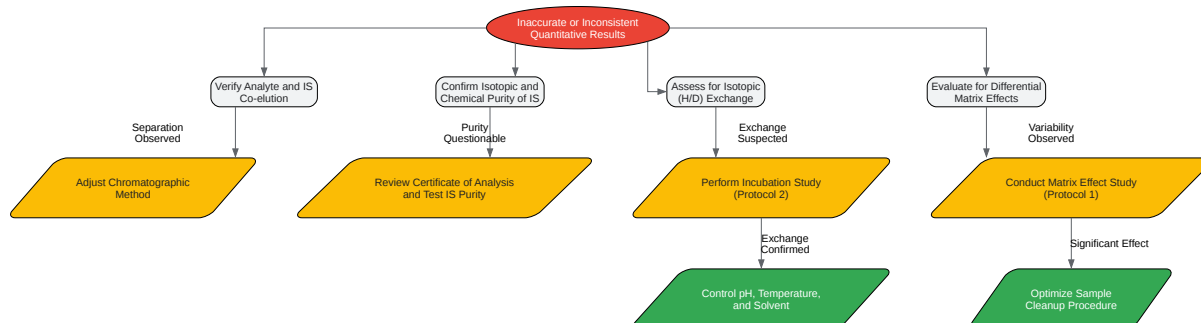 Inaccurate or Inconsistent
Quantitative Results
Verify Analyte and IS
Co-elution
Confirm Isotopic and
Chemical Purity of IS
Assess for Isotopic
(H/D) Exchange
Evaluate for Differential
Matrix Effects
Separation
Observed
Purity
Questionable
Exchange
Suspected
Variability
Observed
Adjust Chromatographic
Method
Review Certificate of Analysis
and Test IS Purity
Perform Incubation Study
(Protocol 2)
Conduct Matrix Effect Study
(Protocol 1)
Exchange
Confirmed
Significant Effect
Control pH, Temperature,
and Solvent
Optimize Sample
Cleanup Procedure